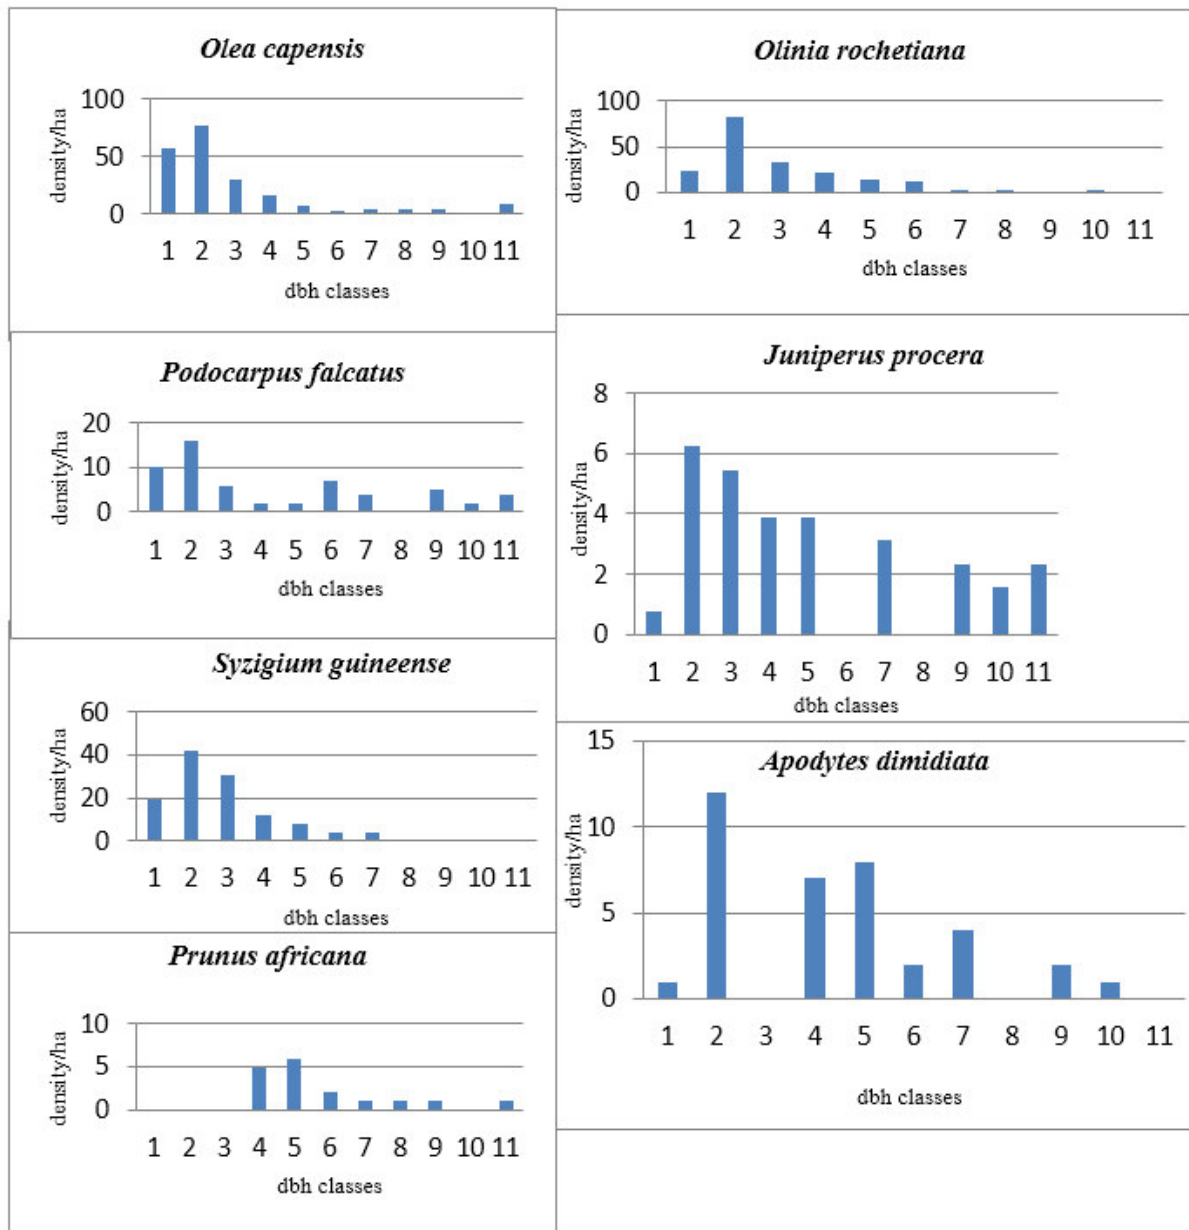 Olea capensis
density/ha
100
50
0
1 2 3 4 5 6 7 8 9 10 11
dbh classes
Olinia rochetiana
density/ha
100
50
0
1 2 3 4 5 6 7 8 9 10 11
dbh classes
Podocarpus falcatus
density/ha
20
10
0
1 2 3 4 5 6 7 8 9 10 11
dbh classes
Juniperus procera
density/ha
8
6
4
2
0
1 2 3 4 5 6 7 8 9 10 11
dbh classes
Syzigium guineense
density/ha
60
40
20
0
1 2 3 4 5 6 7 8 9 10 11
dbh classes
Apodytes dimidiata
density/ha
15
10
5
0
1 2 3 4 5 6 7 8 9 10 11
dbh classes
Prunus africana
density/ha
10
5
0
1 2 3 4 5 6 7 8 9 10 11
dbh classes